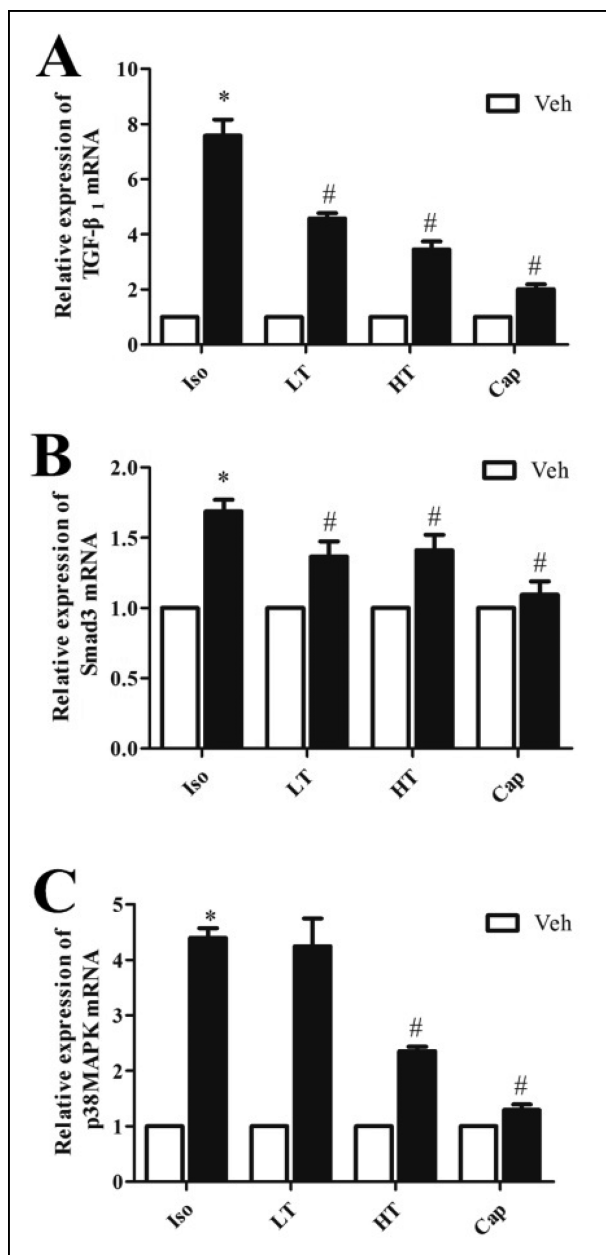 A
Relative expression of
TGF-β 1 mRNA
10
8
6
4
2
0
*
#
#
#
Veh
Iso
LT
HT
Cap
B
Relative expression of
Smad3 mRNA
2.0
1.5
1.0
0.5
0.0
*
#
#
#
Veh
Iso
LT
HT
Cap
C
Relative expression of
p38MAPK mRNA
5
4
3
2
1
0
*
#
#
Veh
Iso
LT
HT
Cap